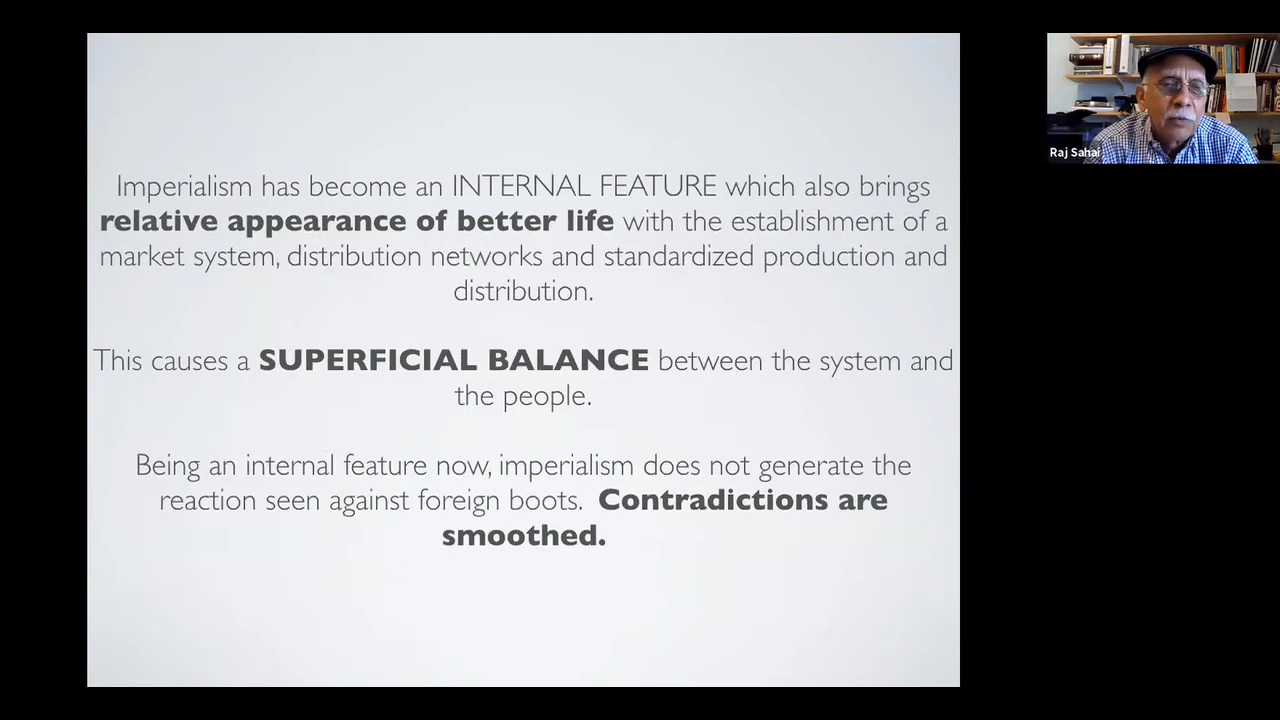 Imperialism has become an INTERNAL FEATURE which also brings
relative appearance of better life with the establishment of a
market system, distribution networks and standardized production and
distribution.
This causes a SUPERFICIAL BALANCE between the system and
the people.
Being an internal feature now, imperialism does not generate the
reaction seen against foreign boots. Contradictions are
smoothed.
Raj Sahai